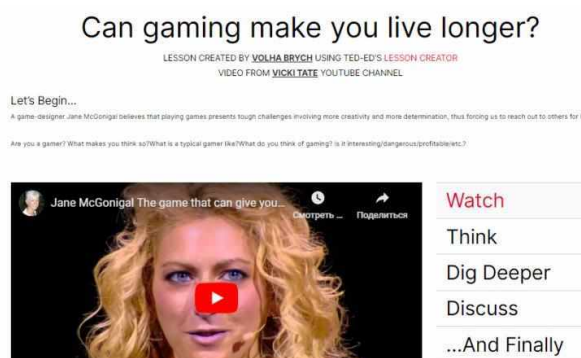 Can gaming make you live longer?
LESSON CREATED BY VOLHA BRYCH USING TED-ED'S LESSON CREATOR
VIDEO FROM VICKI TATE YOUTUBE CHANNEL
Let's Begin...
A game-designer Jane McGonigal believes that playing games presents tough challenges involving more creativity and more determination, thus forcing us to reach out to others for
Are you a gamer? What makes you think so?What is a typical gamer like?What do you think of gaming? is it interesting/dangerous/profitable/etc.?
Jane McGonigal The game that can give you...
Смотреть ...
Поделиться
Watch
Think
Dig Deeper
Discuss
...And Finally